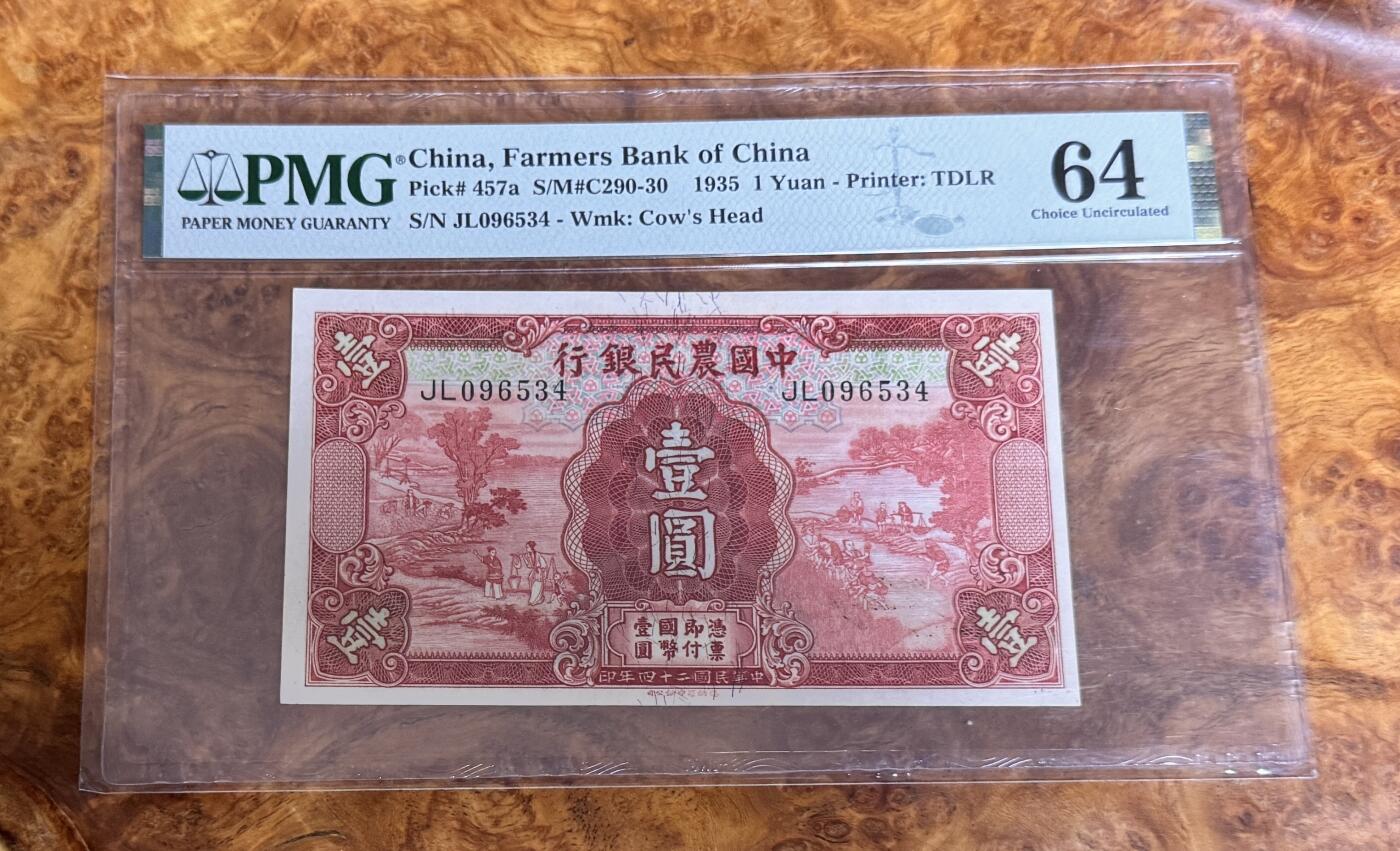 PMG®
PAPER MONEY GUARANTY
China, Farmers Bank of China
Pick# 457a S/M#C290-30 1935 1 Yuan - Printer: TDLR
S/N JL096534 - Wmk: Cow's Head
64
Choice Uncirculated
壹
壹
行銀民農國中
JL096534
JL096534
壹圓
壹
壹
憑票
即付
國幣
壹圓
印年四十二國民華中